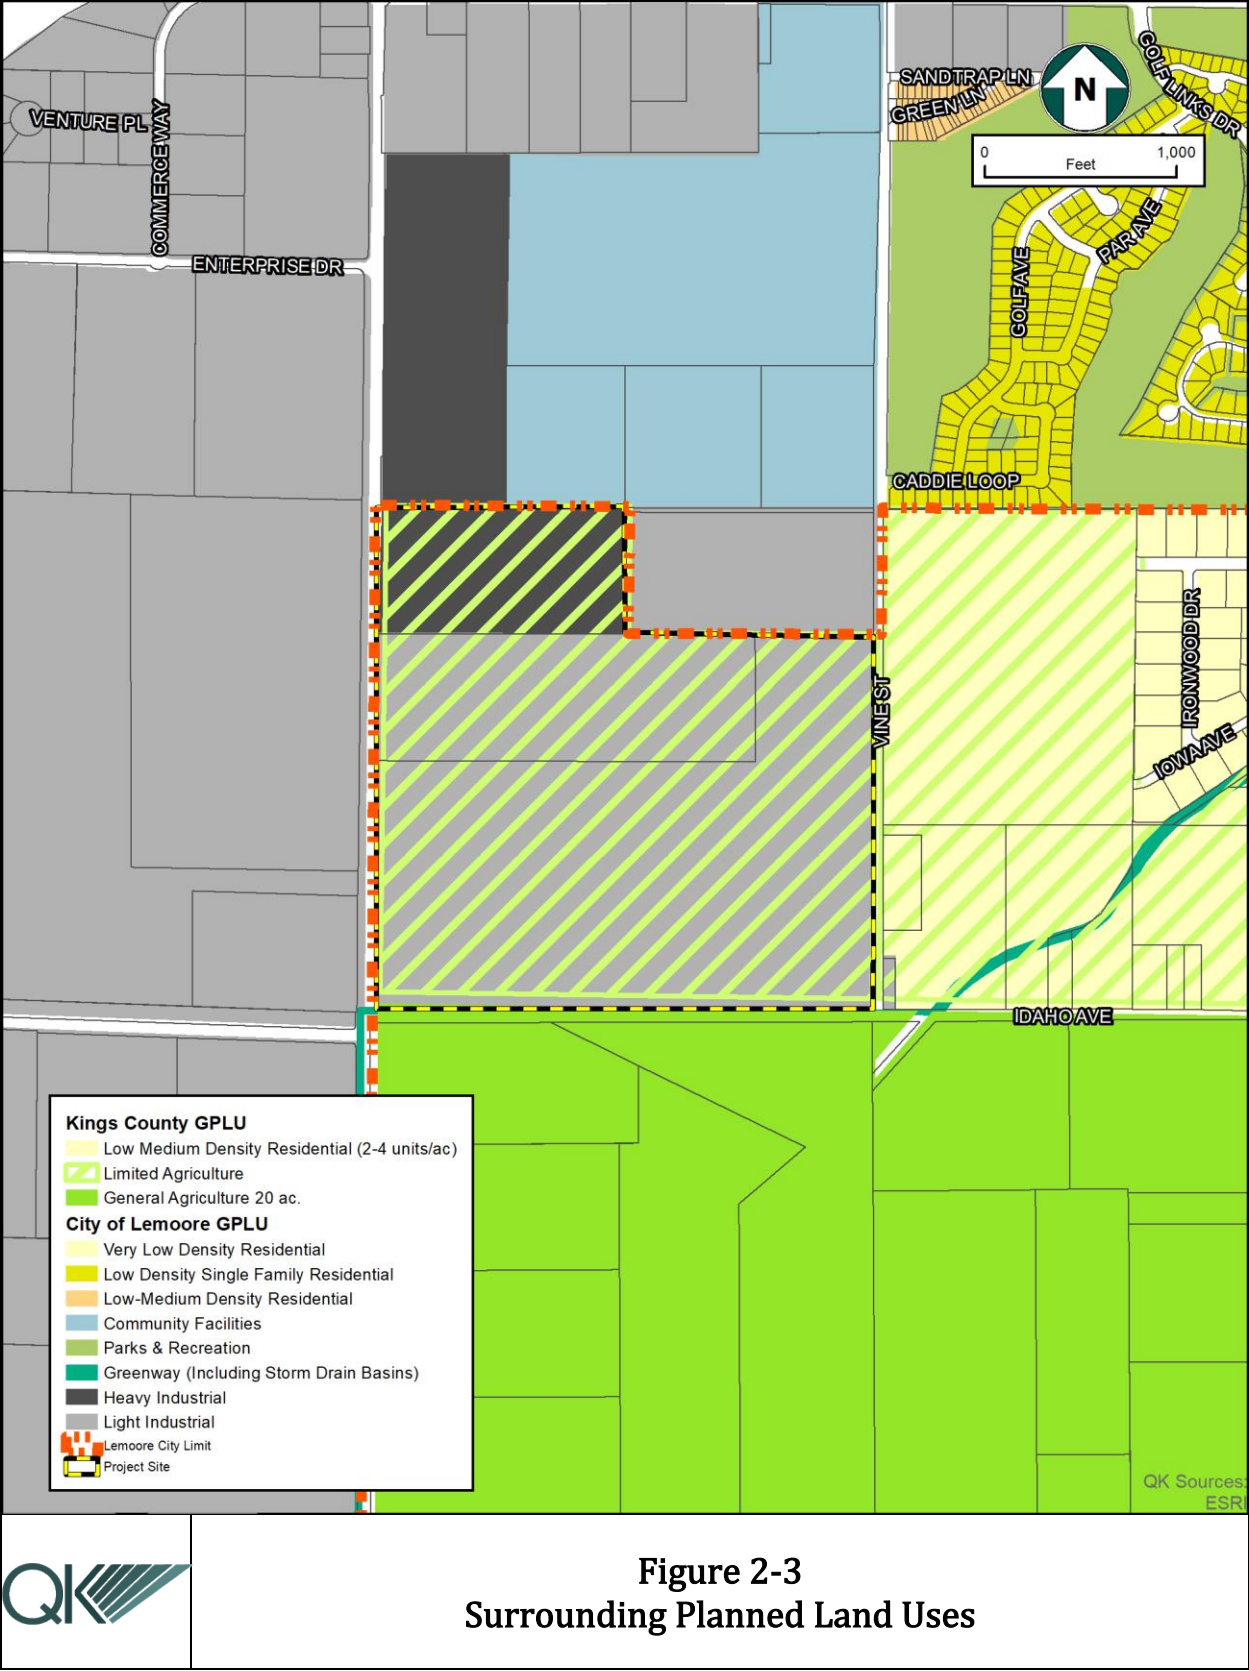 SANDTRAP LN
GREEN LN
GOLF LINKS DR
N
0
1,000
Feet
VENTURE PL
COMMERCE WAY
ENTERPRISE DR
GOLF AVE
PAR AVE
CADDIE LOOP
VINE ST
IRONWOOD DR
IOWA AVE
IDAHO AVE
Kings County GPLU
Low Medium Density Residential (2-4 units/ac)
Limited Agriculture
General Agriculture 20 ac.
City of Lemoore GPLU
Very Low Density Residential
Low Density Single Family Residential
Low-Medium Density Residential
Community Facilities
Parks & Recreation
Greenway (Including Storm Drain Basins)
Heavy Industrial
Light Industrial
Lemoore City Limit
Project Site
QK Sources:
ESRI
QK
Figure 2-3
Surrounding Planned Land Uses